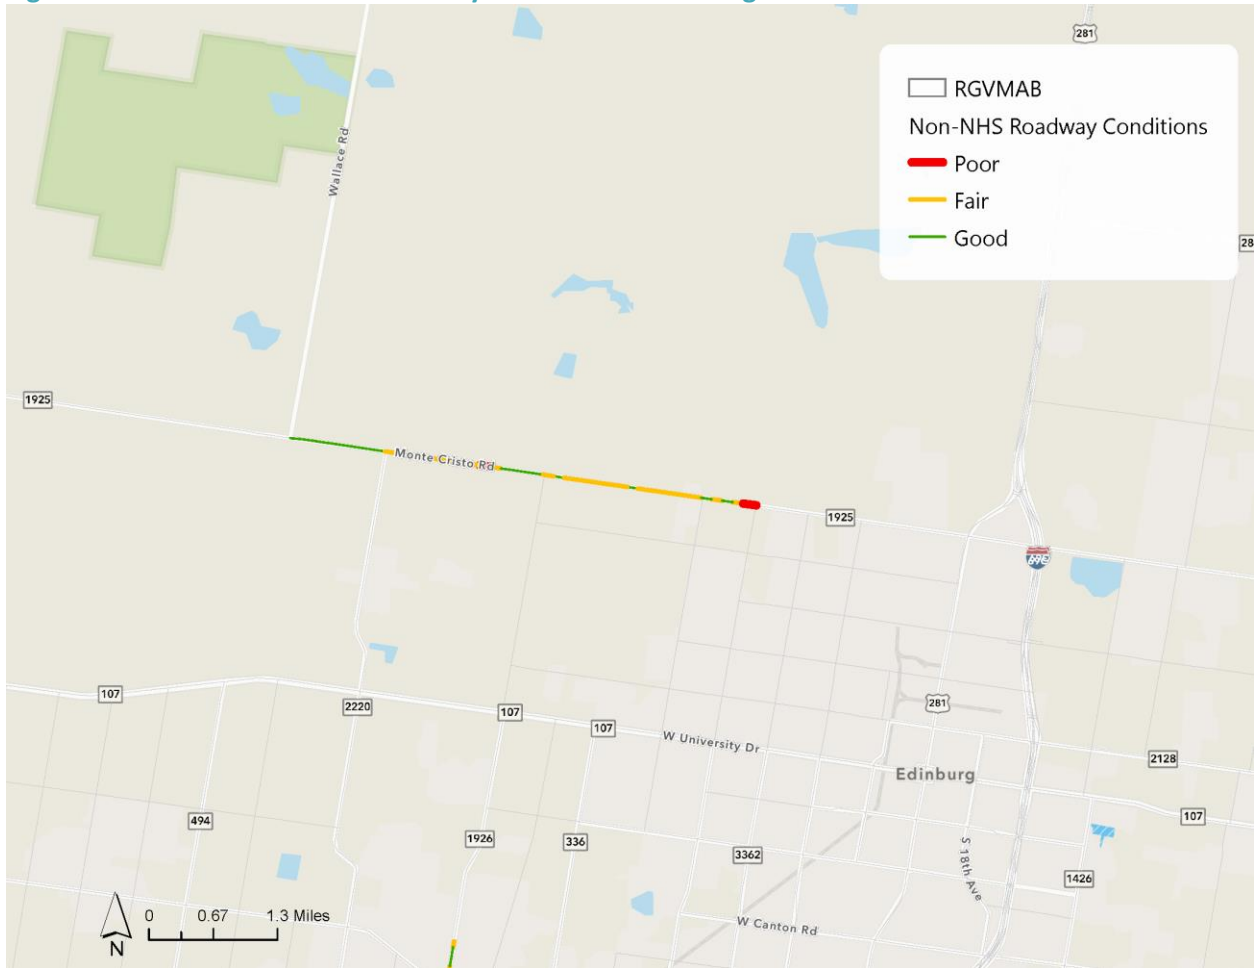 281
RGVMAB
Non-NHS Roadway Conditions
Poor
Fair
Good
Wallace Rd
1925
Monte Cristo Rd
1925
69E
107
2220
107
107
281
W University Dr
2128
Edinburg
107
494
1926
336
3362
S 18th Ave
1426
W Canton Rd
0 0.67 1.3 Miles
N